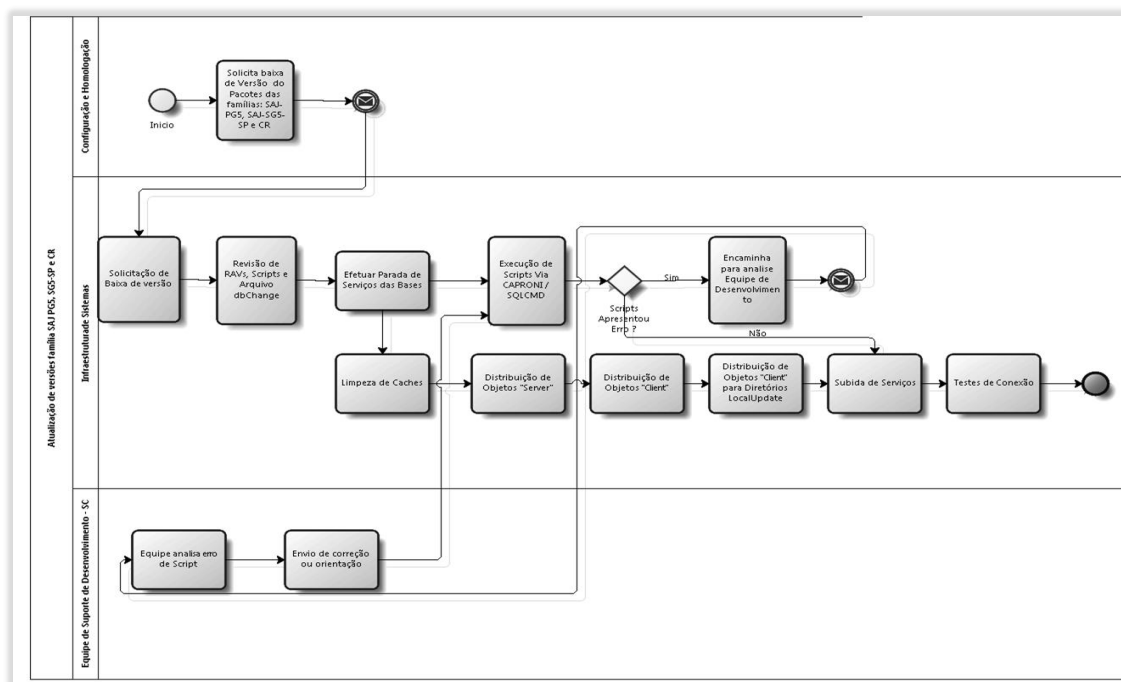 Atualização de versões família SAJ PG5, SG5-SP e CR
Configuração e Homologação
Inicio
Solicita baixa
de Versão do
Pacotes das
famílias: SAJ-
PG5, SAJ-SG5-
SP e CR
Infraestruturade Sistemas
Solicitação de
Baixa de versão
Revisão de
RAVs, Scripts e
Arquivo
dbChange
Efetuar Parada de
Serviços das Bases
Execução de
Scripts Via
CAPRONI /
SQLCMD
Scripts
Apresentou
Erro ?
Sim
Encaminha
para analise
Equipe de
Desenvolvimen
to
Não
Limpeza de Caches
Distribuição de
Objetos "Server"
Distribuição de
Objetos "Client"
Distribuição de
Objetos "Client"
para Diretórios
LocalUpdate
Subida de Serviços
Testes de Conexão
Equipe de Suporte de Desenvolvimento - SC
Equipe analisa erro
de Script
Envio de correção
ou orientação